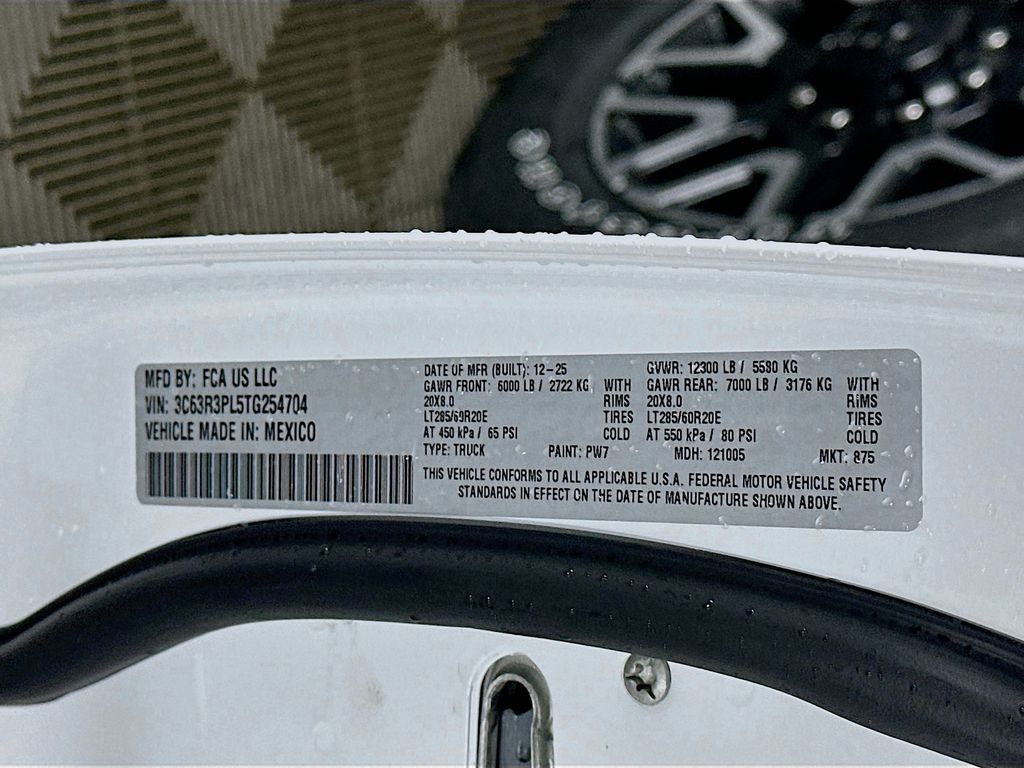 MFD BY: FCA US LLC
VIN: 3C63R3PL5TG254704
VEHICLE MADE IN: MEXICO
DATE OF MFR (BUILT): 12-25
GAWR FRONT: 6000 LB / 2722 KG WITH
20X8.0 RIMS
LT285/60R20E TIRES
AT 450 kPa / 65 PSI COLD
TYPE: TRUCK PAINT: PW7
GVWR: 12300 LB / 5580 KG
GAWR REAR: 7000 LB / 3176 KG WITH
20X8.0 RIMS
LT285/60R20E TIRES
AT 550 kPa / 80 PSI COLD
MDH: 121005 MKT: 875
THIS VEHICLE CONFORMS TO ALL APPLICABLE U.S.A. FEDERAL MOTOR VEHICLE SAFETY
STANDARDS IN EFFECT ON THE DATE OF MANUFACTURE SHOWN ABOVE.